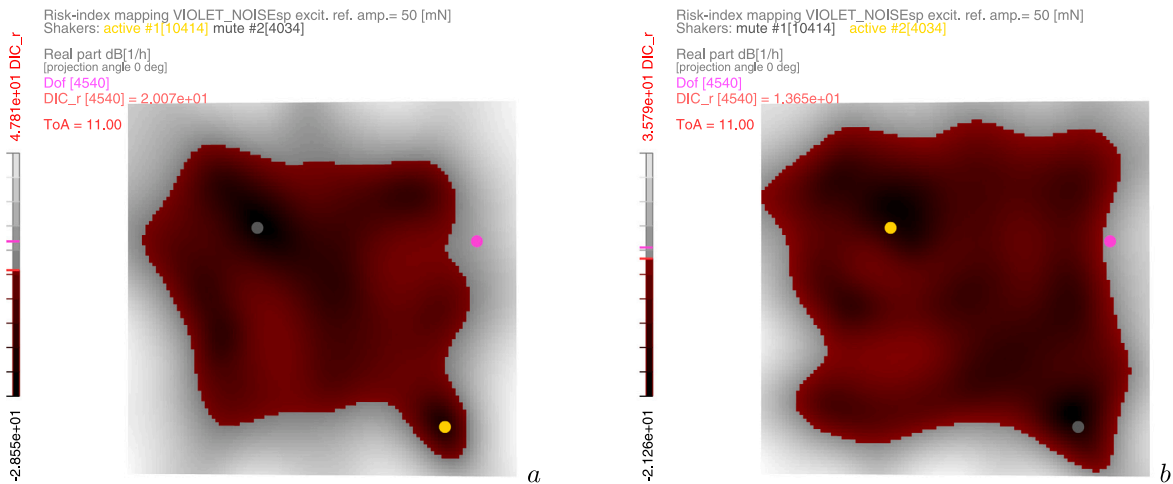 Risk-index mapping VIOLET_NOISEsp excit. ref. amp.= 50 [mN]
Shakers: active #1[10414] mute #2[4034]
Real part dB[1/h]
[projection angle 0 deg]
Dof [4540]
DIC_r [4540] = 2.007e+01
ToA = 11.00
4.781e+01 DIC_r
-2.855e+01
a
Risk-index mapping VIOLET_NOISEsp excit. ref. amp.= 50 [mN]
Shakers: mute #1[10414] active #2[4034]
Real part dB[1/h]
[projection angle 0 deg]
Dof [4540]
DIC_r [4540] = 1.365e+01
ToA = 11.00
3.579e+01 DIC_r
-2.126e+01
b